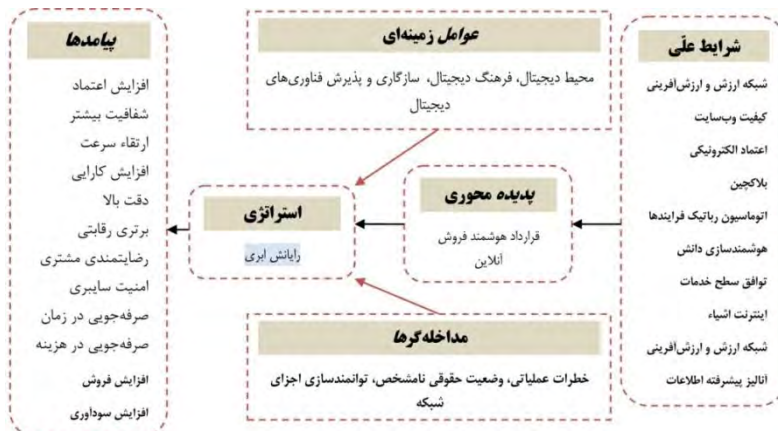 شرایط علّی
شبکه ارزش و ارزش‌آفرینی
کیفیت وب‌سایت
اعتماد الکترونیکی
بلاکچین
اتوماسیون رباتیک فرایندها
هوشمندسازی دانش
توافق سطح خدمات
اینترنت اشیاء
شبکه ارزش و ارزش‌آفرینی
آنالیز پیشرفته اطلاعات
عوامل زمینه‌ای
محیط دیجیتال، فرهنگ دیجیتال، سازگاری و پذیرش فناوری‌های
دیجیتال
پدیده محوری
قرارداد هوشمند فروش
آنلاین
استراتژی
رایانش ابری
مداخله‌گرها
خطرات عملیاتی، وضعیت حقوقی نامشخص، توانمندسازی اجزای
شبکه
پیامدها
افزایش اعتماد
شفافیت بیشتر
ارتقاء سرعت
افزایش کارایی
دقت بالا
برتری رقابتی
رضایتمندی مشتری
امنیت سایبری
صرفه‌جویی در زمان
صرفه‌جویی در هزینه
افزایش فروش
افزایش سودآوری